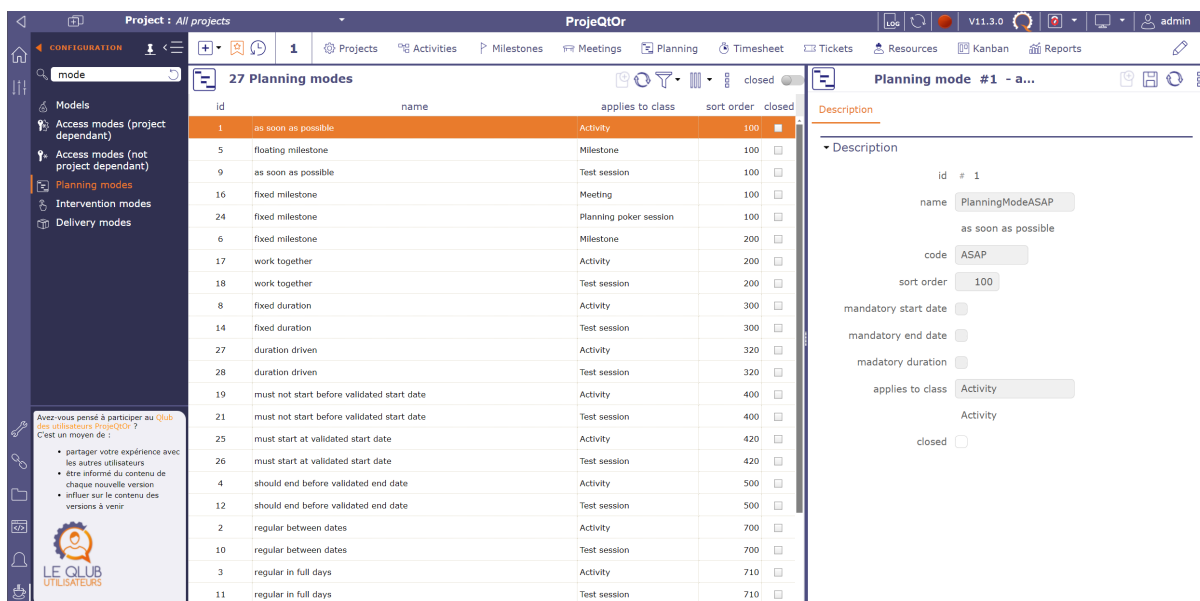 Project : All projects
ProjeQtOr
LOG
V11.3.0
admin
CONFIGURATION
1
Projects
Activities
Milestones
Meetings
Planning
Timesheet
Tickets
Resources
Kanban
Reports
mode
Models
Access modes (project
dependant)
Access modes (not
project dependant)
Planning modes
Intervention modes
Delivery modes
Avez-vous pensé à participer au Qlub
des utilisateurs ProjeQtOr ?
C'est un moyen de :
• partager votre expérience avec
les autres utilisateurs
• être informé du contenu de
chaque nouvelle version
• influer sur le contenu des
versions à venir
LE QLUB
UTILISATEURS
27 Planning modes
closed
id name applies to class sort order closed
1 as soon as possible Activity 100
5 floating milestone Milestone 100
9 as soon as possible Test session 100
16 fixed milestone Meeting 100
24 fixed milestone Planning poker session 100
6 fixed milestone Milestone 200
17 work together Activity 200
18 work together Test session 200
8 fixed duration Activity 300
14 fixed duration Test session 300
27 duration driven Activity 320
28 duration driven Test session 320
19 must not start before validated start date Activity 400
21 must not start before validated start date Test session 400
25 must start at validated start date Activity 420
26 must start at validated start date Test session 420
4 should end before validated end date Activity 500
12 should end before validated end date Test session 500
2 regular between dates Activity 700
10 regular between dates Test session 700
3 regular in full days Activity 710
11 regular in full days Test session 710
Planning mode #1 - a...
Description
Description
id # 1
name PlanningModeASAP
as soon as possible
code ASAP
sort order 100
mandatory start date
mandatory end date
madatory duration
applies to class Activity
Activity
closed